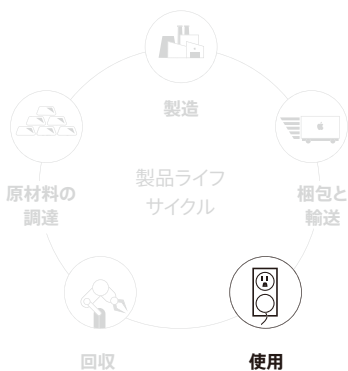 製造
原材料の
調達
製品ライフ
サイクル
梱包と
輸送
回収
使用